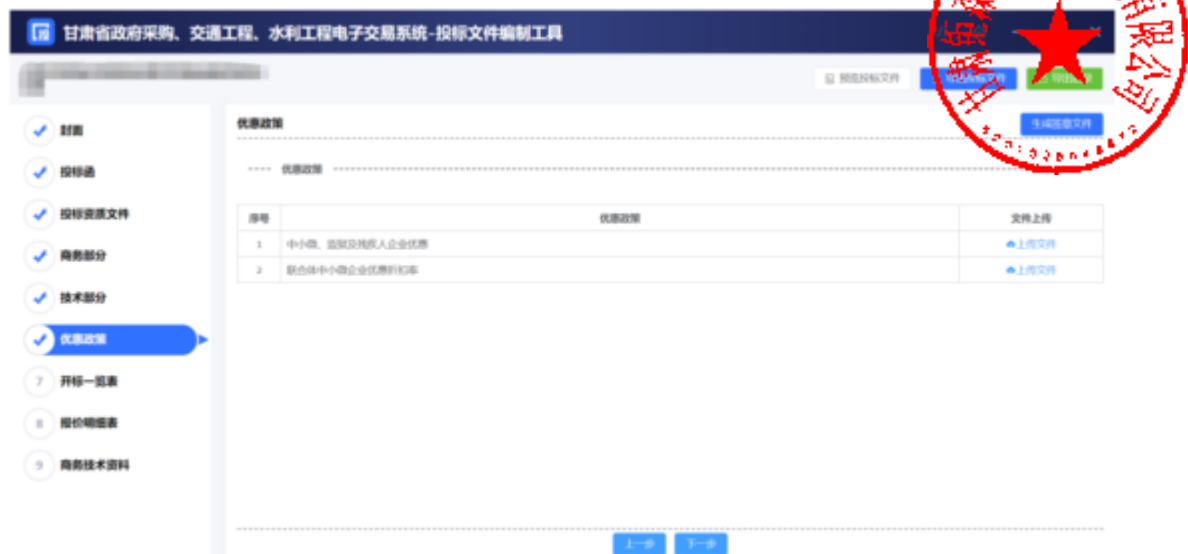 甘肃省政府采购、交通工程、水利工程电子交易系统-投标文件编制工具
预览投标文件
优惠政策
生成签章文件
封面
投标函
投标资质文件
商务部分
技术部分
优惠政策
7 开标一览表
8 报价明细表
9 商务技术资料
优惠政策
序号 优惠政策 文件上传
1 中小微、监狱及残疾人企业优惠 上传文件
2 联合体中小微企业优惠折扣率 上传文件
上一步 下一步
有限公司